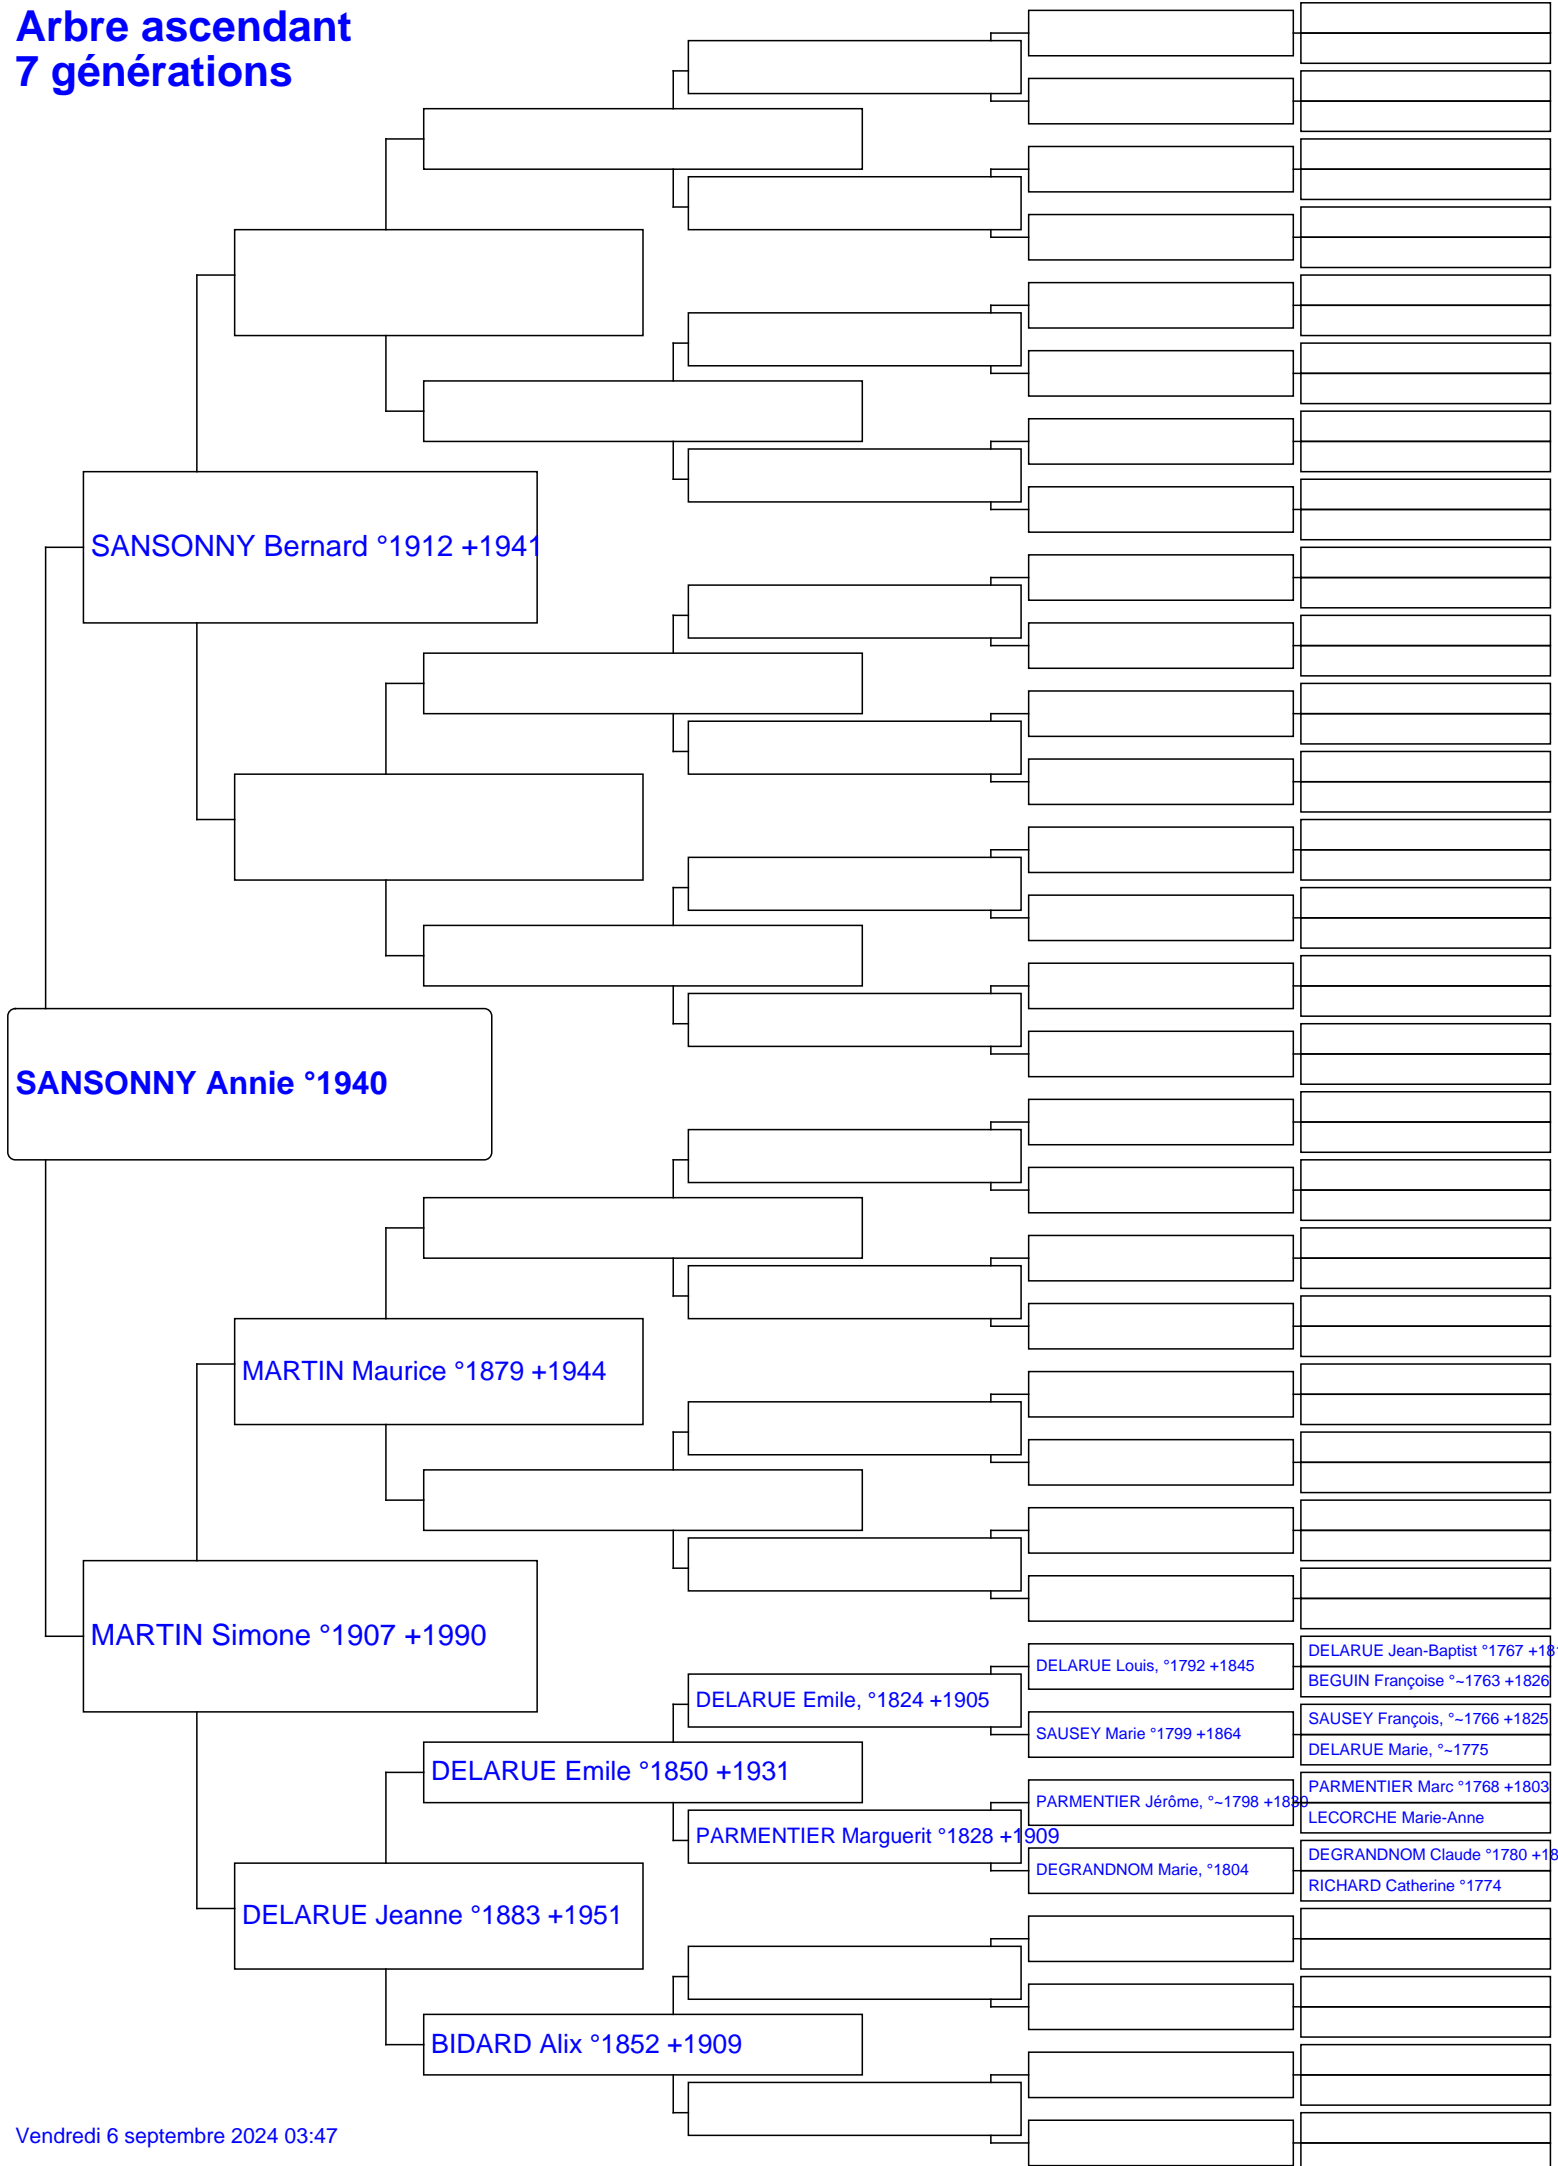 Arbre ascendant
7 générations
SANSONNY Bernard °1912 +1941
SANSONNY Annie °1940
MARTIN Maurice °1879 +1944
MARTIN Simone °1907 +1990
DELARUE Jean-Baptist °1767 +18
DELARUE Louis, °1792 +1845
BEGUIN Françoise °~1763 +1826
DELARUE Emile, °1824 +1905
SAUSEY François, °~1766 +1825
SAUSEY Marie °1799 +1864
DELARUE Marie, °~1775
DELARUE Emile °1850 +1931
PARMENTIER Marc °1768 +1803
PARMENTIER Jérôme, °~1798 +1830
LECORCHE Marie-Anne
PARMENTIER Marguerit °1828 +1909
DEGRANDNOM Claude °1780 +18
DEGRANDNOM Marie, °1804
RICHARD Catherine °1774
DELARUE Jeanne °1883 +1951
BIDARD Alix °1852 +1909
Vendredi 6 septembre 2024 03:47